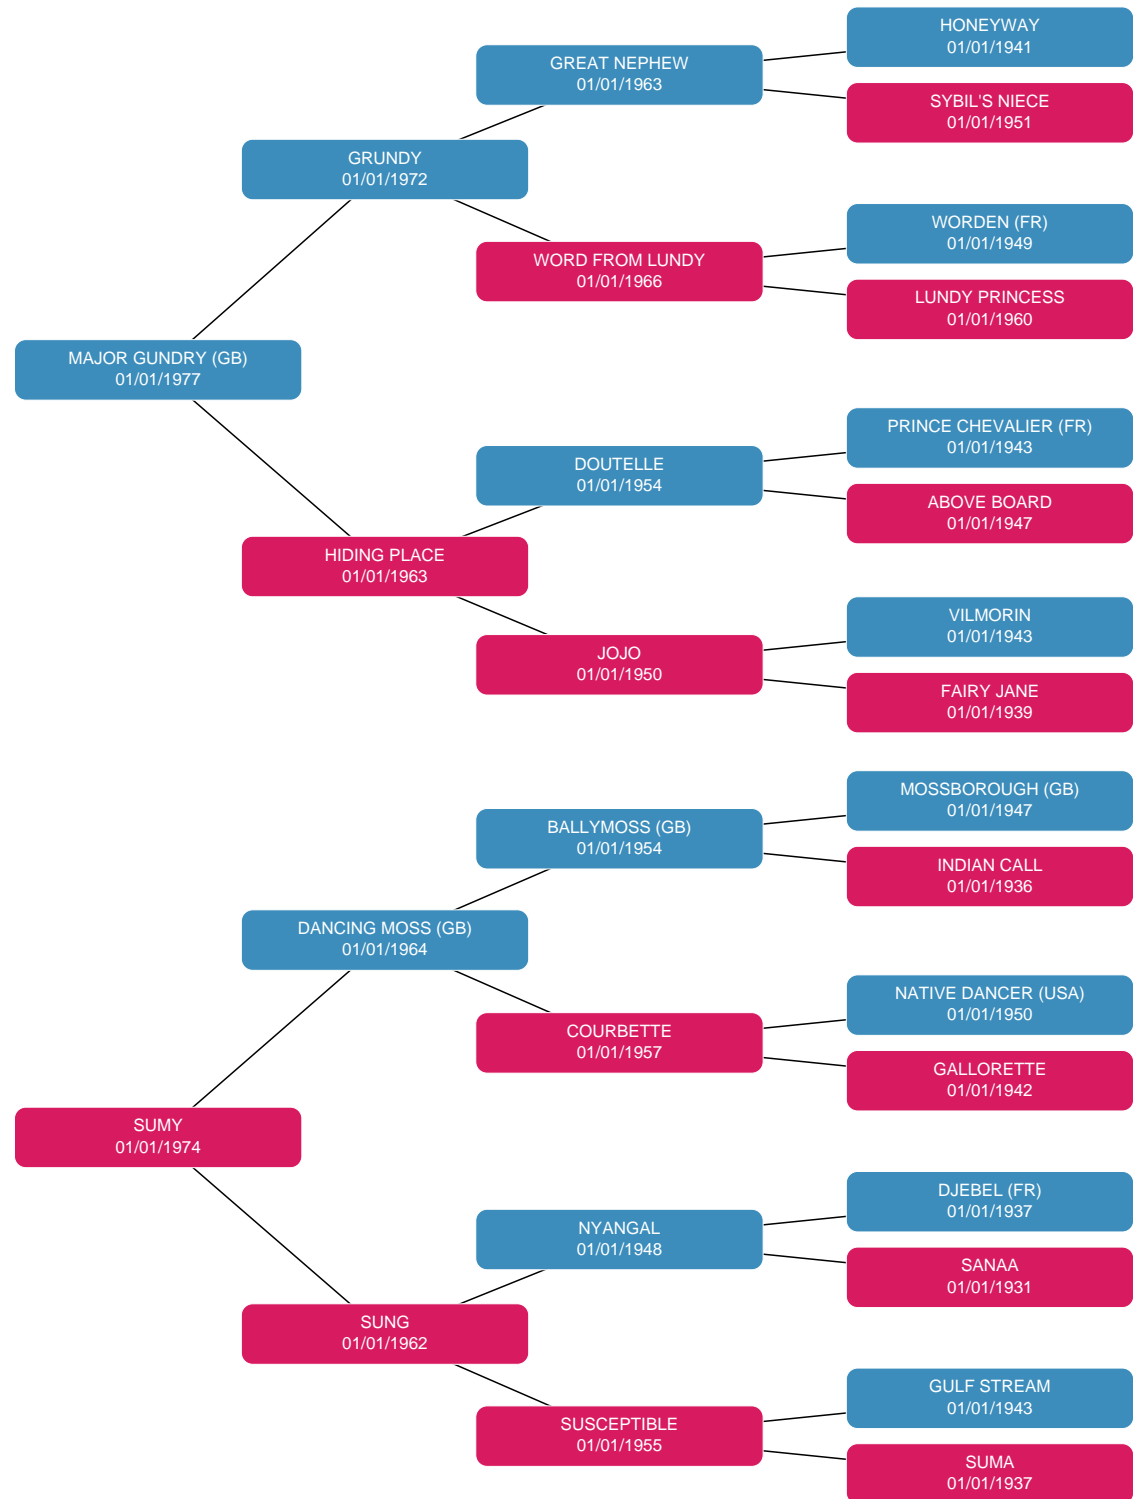 HONEYWAY
01/01/1941
GREAT NEPHEW
01/01/1963
SYBIL'S NIECE
01/01/1951
GRUNDY
01/01/1972
WORDEN (FR)
01/01/1949
WORD FROM LUNDY
01/01/1966
LUNDY PRINCESS
01/01/1960
MAJOR GUNDRY (GB)
01/01/1977
PRINCE CHEVALIER (FR)
01/01/1943
DOUTELLE
01/01/1954
ABOVE BOARD
01/01/1947
HIDING PLACE
01/01/1963
VILMORIN
01/01/1943
JOJO
01/01/1950
FAIRY JANE
01/01/1939
MOSSBOROUGH (GB)
01/01/1947
BALLYMOSS (GB)
01/01/1954
INDIAN CALL
01/01/1936
DANCING MOSS (GB)
01/01/1964
NATIVE DANCER (USA)
01/01/1950
COURBETTE
01/01/1957
GALLORETTE
01/01/1942
SUMY
01/01/1974
DJEBEL (FR)
01/01/1937
NYANGAL
01/01/1948
SANAA
01/01/1931
SUNG
01/01/1962
GULF STREAM
01/01/1943
SUSCEPTIBLE
01/01/1955
SUMA
01/01/1937